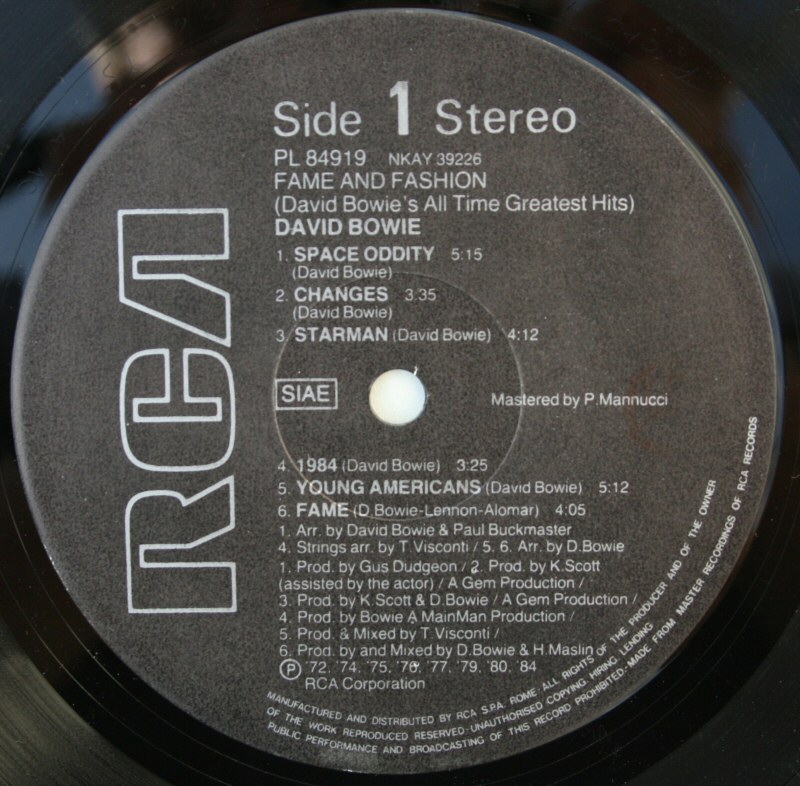 Side 1 Stereo
PL 84919 NKAY 39226
FAME AND FASHION
(David Bowie's All Time Greatest Hits)
DAVID BOWIE
1. SPACE ODDITY 5:15
(David Bowie)
2. CHANGES 3:35
(David Bowie)
3. STARMAN (David Bowie) 4:12
RCA
SIAE
Mastered by P.Mannucci
4. 1984 (David Bowie) 3:25
5. YOUNG AMERICANS (David Bowie) 5:12
6. FAME (D.Bowie-Lennon-Alomar) 4:05
1. Arr. by David Bowie & Paul Buckmaster
4. Strings arr. by T.Visconti / 5. 6. Arr. by D.Bowie
1. Prod. by Gus Dudgeon / 2. Prod. by K.Scott
(assisted by the actor) / A Gem Production /
3. Prod. by K.Scott & D.Bowie / A Gem Production /
4. Prod. by Bowie A MainMan Production /
5. Prod. & Mixed by T.Visconti /
6. Prod. by and Mixed by D.Bowie & H.Maslin
Ⓟ '72. '74. '75. '76. '77. '79. '80. '84
RCA Corporation
MANUFACTURED AND DISTRIBUTED BY RCA S.P.A. ROME·ALL RIGHTS OF THE PRODUCER AND OF THE OWNER
OF THE WORK REPRODUCED RESERVED·UNAUTHORISED COPYING HIRING LENDING
PUBLIC PERFORMANCE AND BROADCASTING OF THIS RECORD PROHIBITED·MADE FROM MASTER RECORDINGS OF RCA RECORDS